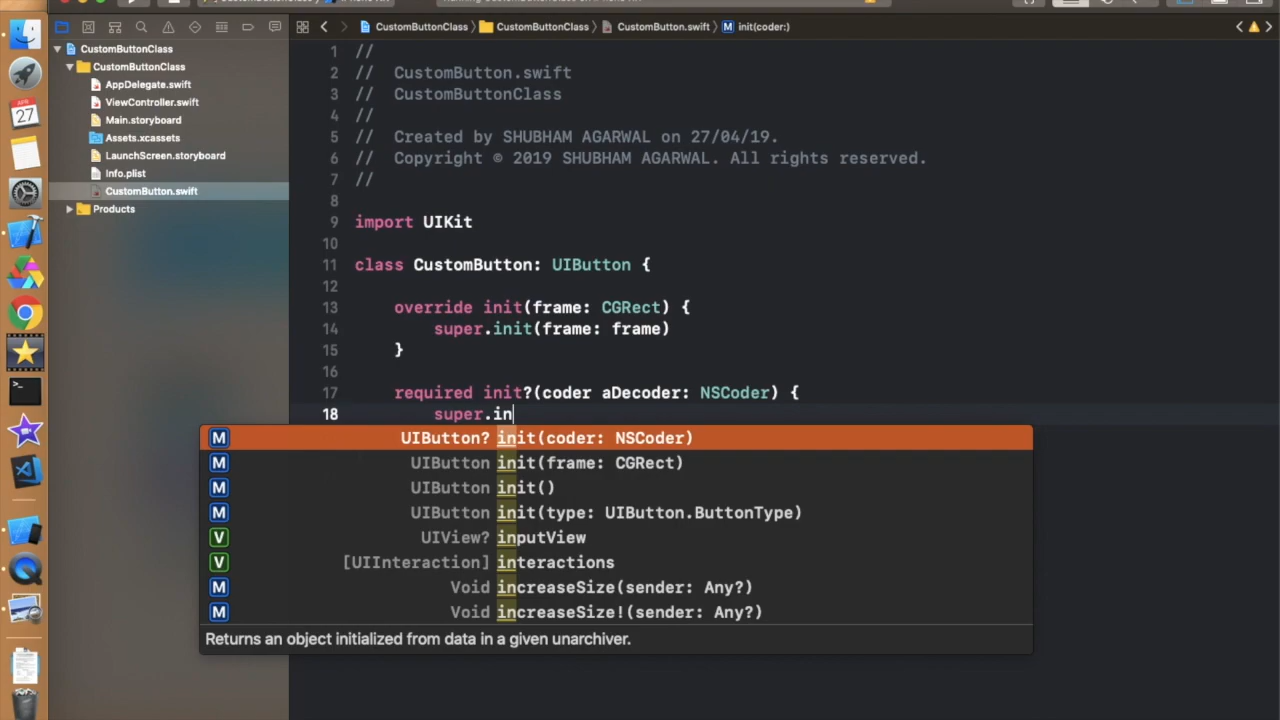 CustomButtonClass
CustomButtonClass
AppDelegate.swift
ViewController.swift
Main.storyboard
Assets.xcassets
LaunchScreen.storyboard
Info.plist
CustomButton.swift
Products
APR
27
CustomButtonClass
CustomButtonClass
CustomButton.swift
M init(coder:)
1 //
2 // CustomButton.swift
3 // CustomButtonClass
4 //
5 // Created by SHUBHAM AGARWAL on 27/04/19.
6 // Copyright © 2019 SHUBHAM AGARWAL. All rights reserved.
7 //
8
9 import UIKit
10
11 class CustomButton: UIButton {
12
13 override init(frame: CGRect) {
14 super.init(frame: frame)
15 }
16
17 required init?(coder aDecoder: NSCoder) {
18 super.in
M UIButton? init(coder: NSCoder)
M UIButton init(frame: CGRect)
M UIButton init()
M UIButton init(type: UIButton.ButtonType)
V UIView? inputView
V [UIInteraction] interactions
M Void increaseSize(sender: Any?)
M Void increaseSize!(sender: Any?)
Returns an object initialized from data in a given unarchiver.